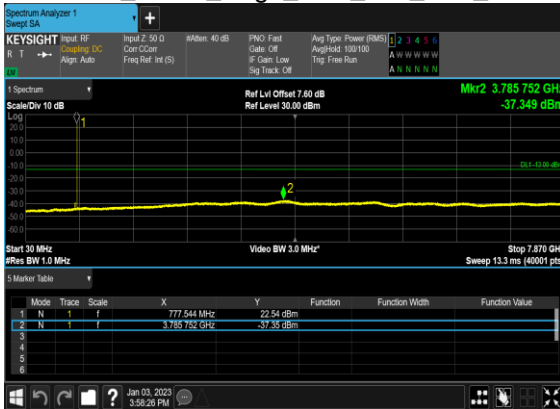 Spectrum Analyzer 1
Swept SA
+
KEYSIGHT Input: RF Input Z: 50 Ω #Atten: 40 dB PNO: Fast Avg Type: Power (RMS) 1 2 3 4 5 6
R T Coupling: DC Corr CCorr Gate: Off Avg|Hold: 100/100 A W W W W W
Align: Auto Freq Ref: Int (S) IF Gain: Low Trig: Free Run
LV Sig Track: Off A N N N N N
1 Spectrum Ref Lvl Offset 7.60 dB Mkr2 3.785 752 GHz
Scale/Div 10 dB Ref Level 30.00 dBm -37.349 dBm
Log
20.0 1
10.0
0.00
-10.0 DL1 -13.00 dBm
-20.0
-30.0 2
-40.0
-50.0
-60.0
Start 30 MHz Video BW 3.0 MHz* Stop 7.870 GHz
#Res BW 1.0 MHz Sweep 13.3 ms (40001 pts)
5 Marker Table
Mode Trace Scale X Y Function Function Width Function Value
1 N 1 f 777.544 MHz 22.54 dBm
2 N 1 f 3.785 752 GHz -37.35 dBm
3
4
5
6
? Jan 03, 2023
3:58:26 PM